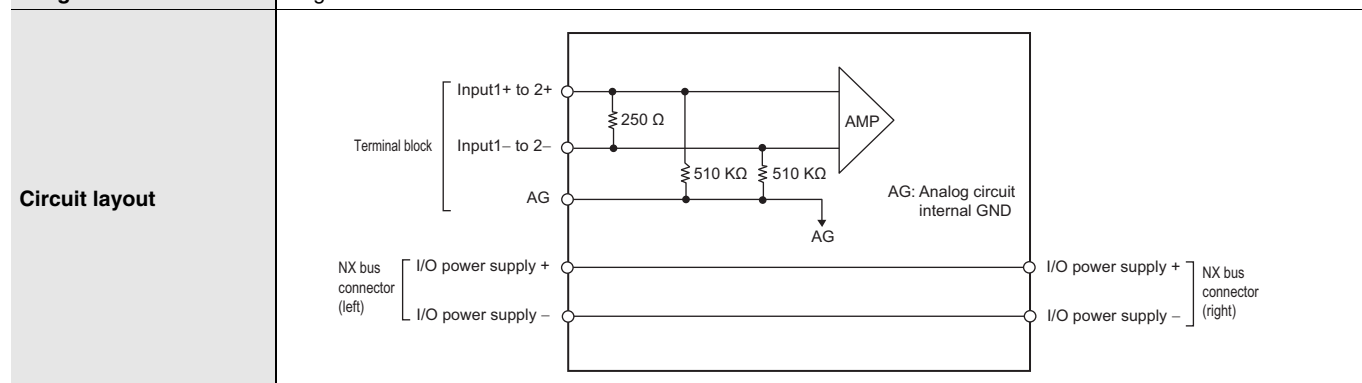 Circuit layout
Terminal block
Input1+ to 2+
Input1− to 2−
AG
250 Ω
510 KΩ
510 KΩ
AMP
AG
AG: Analog circuit
internal GND
NX bus
connector
(left)
I/O power supply +
I/O power supply −
I/O power supply +
I/O power supply −
NX bus
connector
(right)